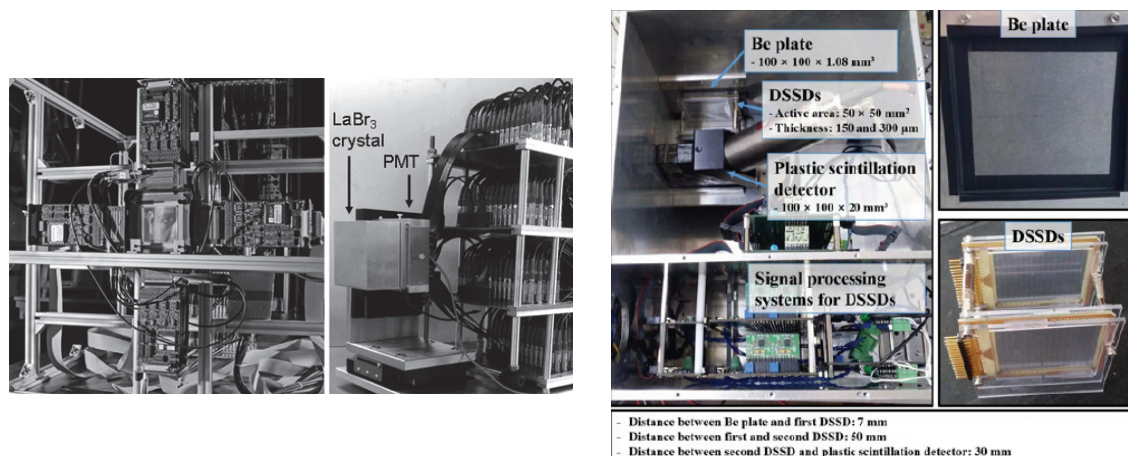 LaBr3
crystal
PMT
Be plate
- 100 × 100 × 1.08 mm³
DSSDs
- Active area: 50 × 50 mm²
- Thickness: 150 and 300 μm
Plastic scintillation
detector
- 100 × 100 × 20 mm³
Signal processing
systems for DSSDs
Be plate
DSSDs
- Distance between Be plate and first DSSD: 7 mm
- Distance between first and second DSSD: 50 mm
- Distance between second DSSD and plastic scintillation detector: 30 mm